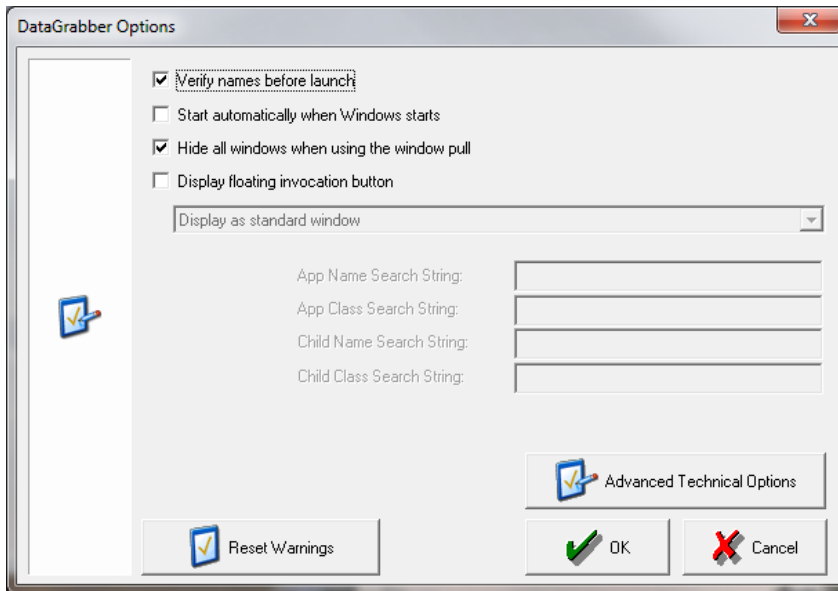 DataGrabber Options
Verify names before launch
Start automatically when Windows starts
Hide all windows when using the window pull
Display floating invocation button
Display as standard window
App Name Search String:
App Class Search String:
Child Name Search String:
Child Class Search String:
Advanced Technical Options
Reset Warnings
OK
Cancel